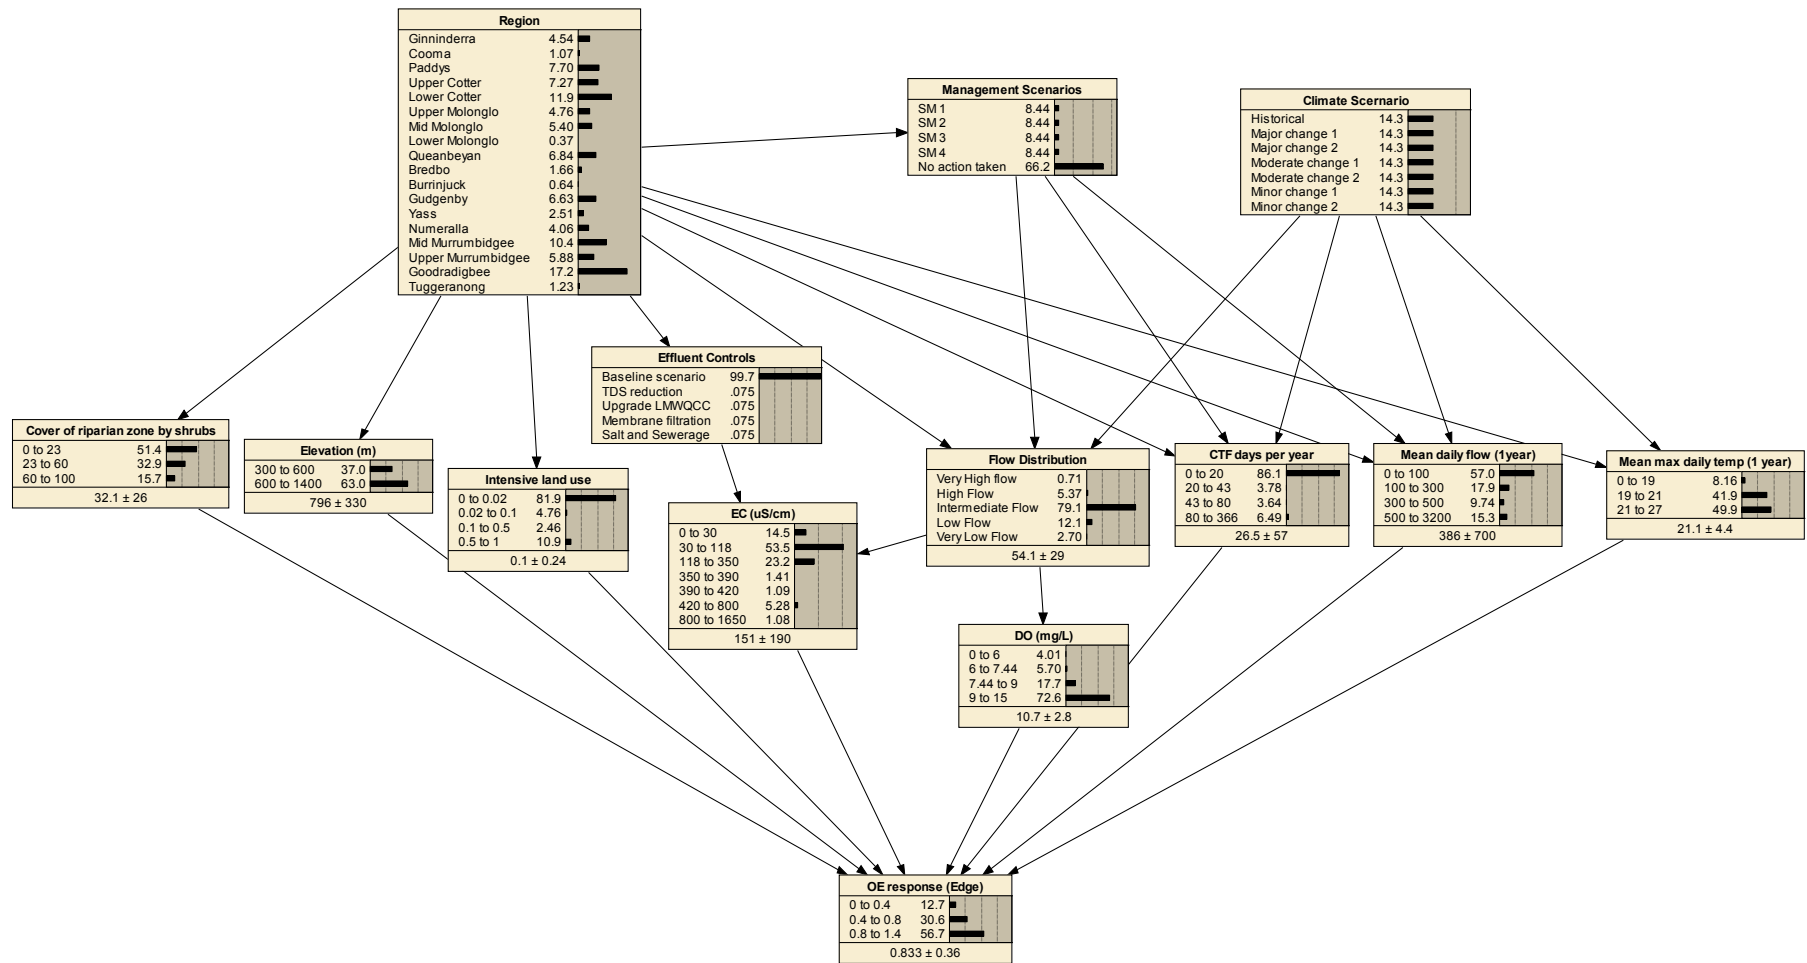 Region
Ginninderra 4.54
Cooma 1.07
Paddys 7.70
Upper Cotter 7.27
Lower Cotter 11.9
Upper Molonglo 4.76
Mid Molonglo 5.40
Lower Molonglo 0.37
Queanbeyan 6.84
Bredbo 1.66
Burrinjuck 0.64
Gudgenby 6.63
Yass 2.51
Numeralla 4.06
Mid Murrumbidgee 10.4
Upper Murrumbidgee 5.88
Goodradigbee 17.2
Tuggeranong 1.23
Management Scenarios
SM 1 8.44
SM 2 8.44
SM 3 8.44
SM 4 8.44
No action taken 66.2
Climate Scernario
Historical 14.3
Major change 1 14.3
Major change 2 14.3
Moderate change 1 14.3
Moderate change 2 14.3
Minor change 1 14.3
Minor change 2 14.3
Effluent Controls
Baseline scenario 99.7
TDS reduction .075
Upgrade LMWQCC .075
Membrane filtration .075
Salt and Sewerage .075
Cover of riparian zone by shrubs
0 to 23 51.4
23 to 60 32.9
60 to 100 15.7
32.1 ± 26
Elevation (m)
300 to 600 37.0
600 to 1400 63.0
796 ± 330
Intensive land use
0 to 0.02 81.9
0.02 to 0.1 4.76
0.1 to 0.5 2.46
0.5 to 1 10.9
0.1 ± 0.24
EC (uS/cm)
0 to 30 14.5
30 to 118 53.5
118 to 350 23.2
350 to 390 1.41
390 to 420 1.09
420 to 800 5.28
800 to 1650 1.08
151 ± 190
Flow Distribution
Very High flow 0.71
High Flow 5.37
Intermediate Flow 79.1
Low Flow 12.1
Very Low Flow 2.70
54.1 ± 29
CTF days per year
0 to 20 86.1
20 to 43 3.78
43 to 80 3.64
80 to 366 6.49
26.5 ± 57
Mean daily flow (1year)
0 to 100 57.0
100 to 300 17.9
300 to 500 9.74
500 to 3200 15.3
386 ± 700
Mean max daily temp (1 year)
0 to 19 8.16
19 to 21 41.9
21 to 27 49.9
21.1 ± 4.4
DO (mg/L)
0 to 6 4.01
6 to 7.44 5.70
7.44 to 9 17.7
9 to 15 72.6
10.7 ± 2.8
OE response (Edge)
0 to 0.4 12.7
0.4 to 0.8 30.6
0.8 to 1.4 56.7
0.833 ± 0.36